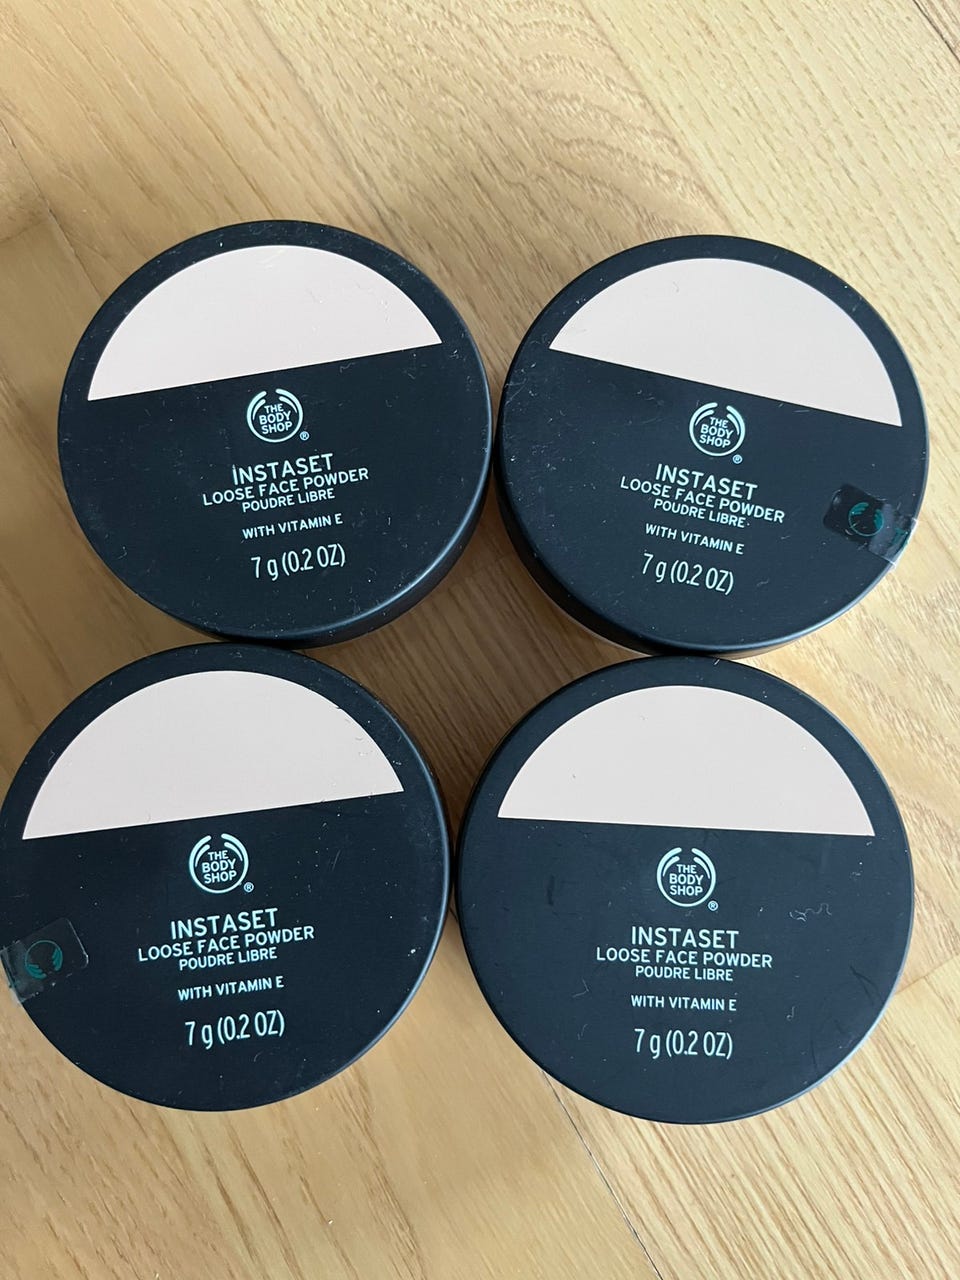 THE
BODY
SHOP
®
INSTASET
LOOSE FACE POWDER
POUDRE LIBRE
WITH VITAMIN E
7 g (0.2 OZ)
THE
BODY
SHOP
®
INSTASET
LOOSE FACE POWDER
POUDRE LIBRE
WITH VITAMIN E
7 g (0.2 OZ)
THE
BODY
SHOP
®
INSTASET
LOOSE FACE POWDER
POUDRE LIBRE
WITH VITAMIN E
7 g (0.2 OZ)
THE
BODY
SHOP
®
INSTASET
LOOSE FACE POWDER
POUDRE LIBRE
WITH VITAMIN E
7 g (0.2 OZ)